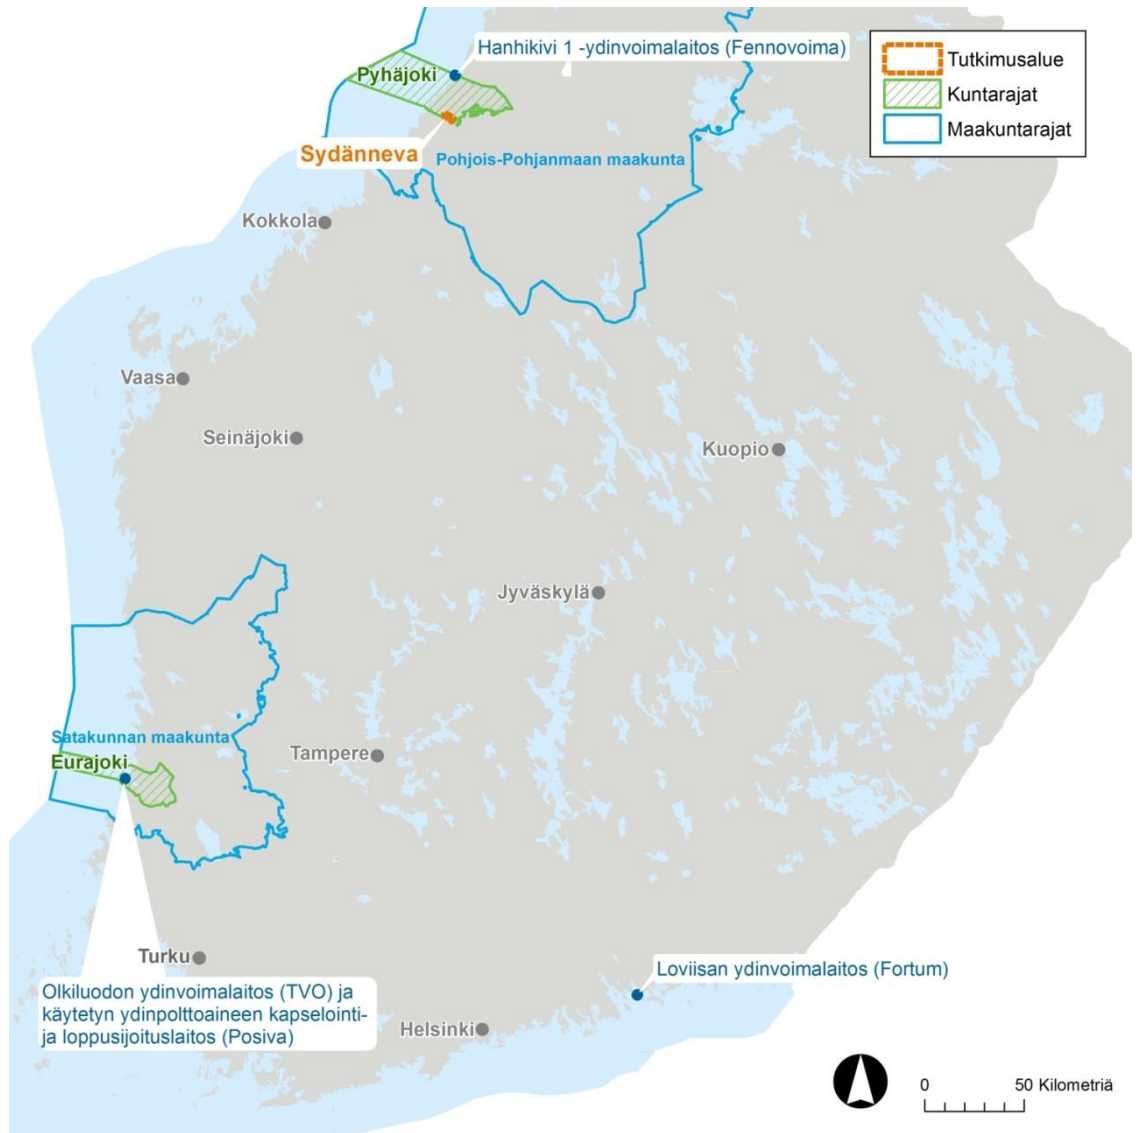 Hanhikivi 1 -ydinvoimalaitos (Fennovoima)
Pyhäjoki
Sydänneva
Pohjois-Pohjanmaan maakunta
Tutkimusalue
Kuntarajat
Maakuntarajat
Kokkola
Vaasa
Seinäjoki
Kuopio
Jyväskylä
Satakunnan maakunta
Eurajoki
Tampere
Turku
Loviisan ydinvoimalaitos (Fortum)
Olkiluodon ydinvoimalaitos (TVO) ja
käytetyn ydinpolttoaineen kapselointi-
ja loppusijoituslaitos (Posiva)
Helsinki
0 50 Kilometriä